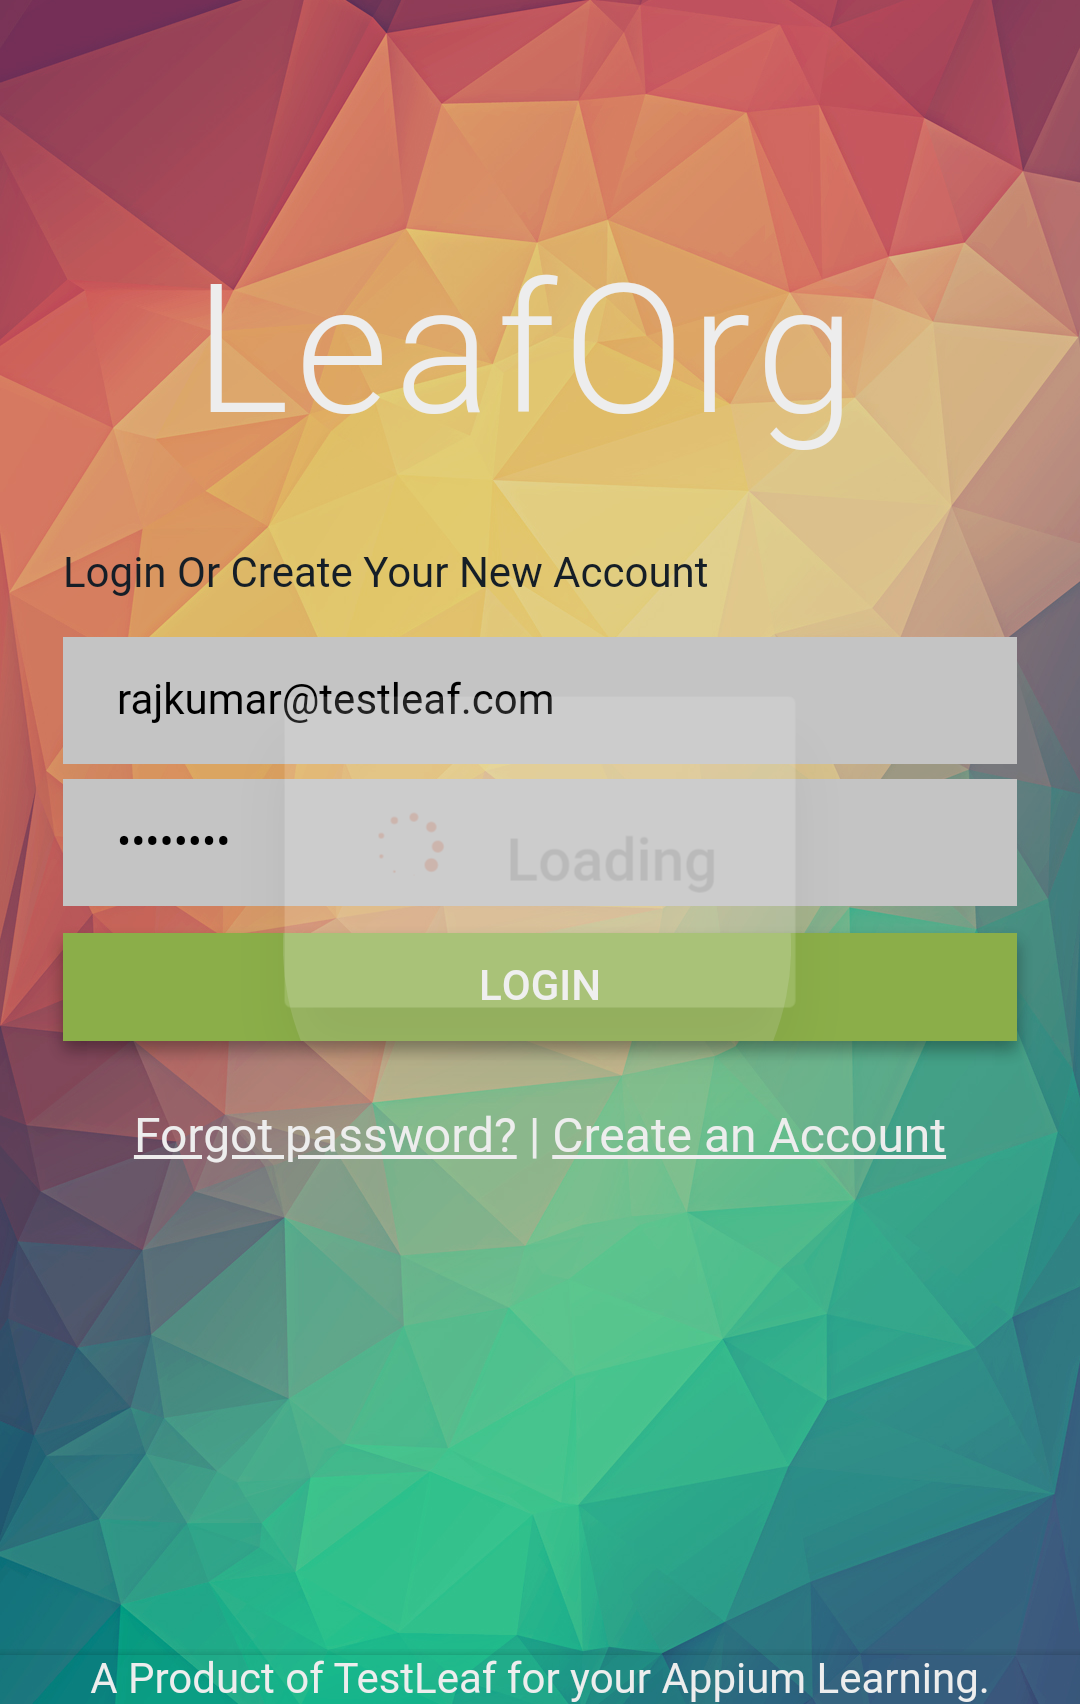 LeafOrg
Login Or Create Your New Account
rajkumar@testleaf.com
••••••••
Loading
LOGIN
Forgot password? | Create an Account
A Product of TestLeaf for your Appium Learning.